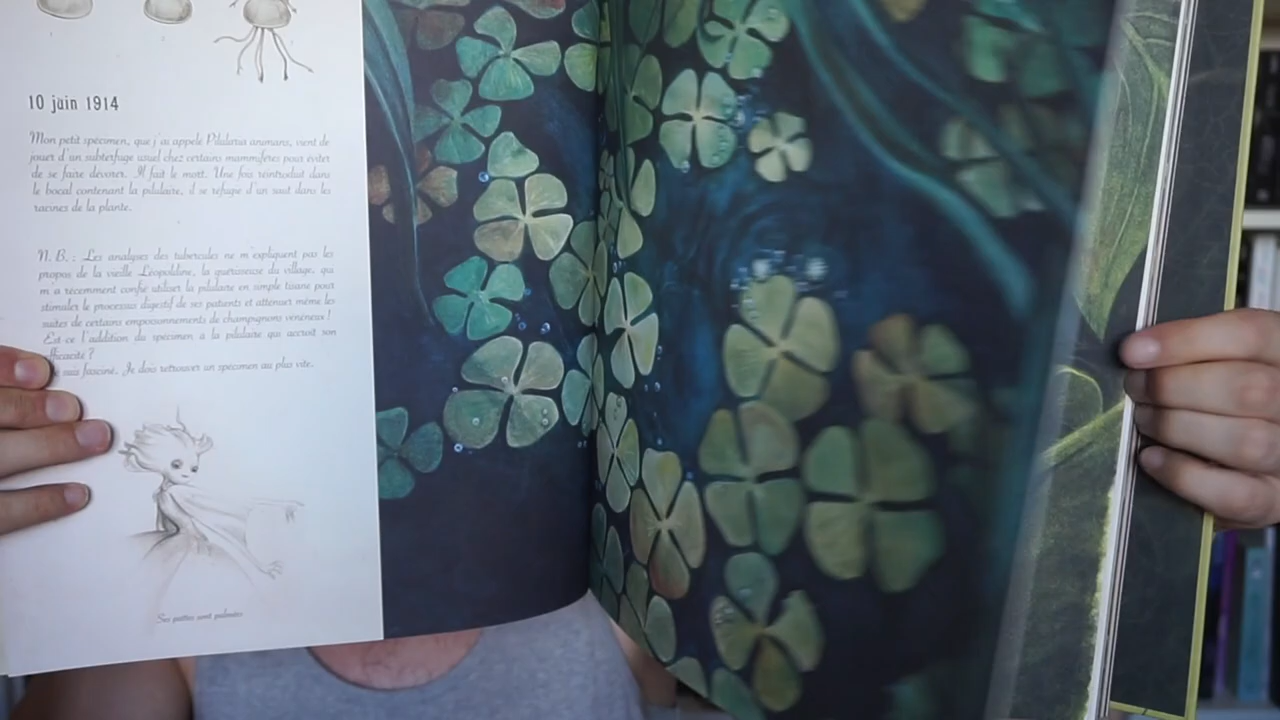 10 juin 1914
Mon petit spécimen, que j'ai appelé Pilularia animans, vient de
jouer d'un subterfuge usuel chez certains mammifères pour éviter
de se faire dévorer. Il fait le mort. Une fois réintroduit dans
le bocal contenant la pilulaire, il se réfugie d'un saut dans les
racines de la plante.
N. B. : Les analyses des tubercules ne m'expliquent pas les
propos de la vieille Léopoldine, la guérisseuse du village, qui
m'a récemment confié utiliser la pilulaire en simple tisane pour
stimuler le processus digestif de ses patients et atténuer même les
suites de certains empoisonnements de champignons vénéneux !
Est-ce l'addition du spécimen à la pilulaire qui accroît son
efficacité ?
suis fasciné. Je dois retrouver un spécimen au plus vite.
Ses pattes sont palmées